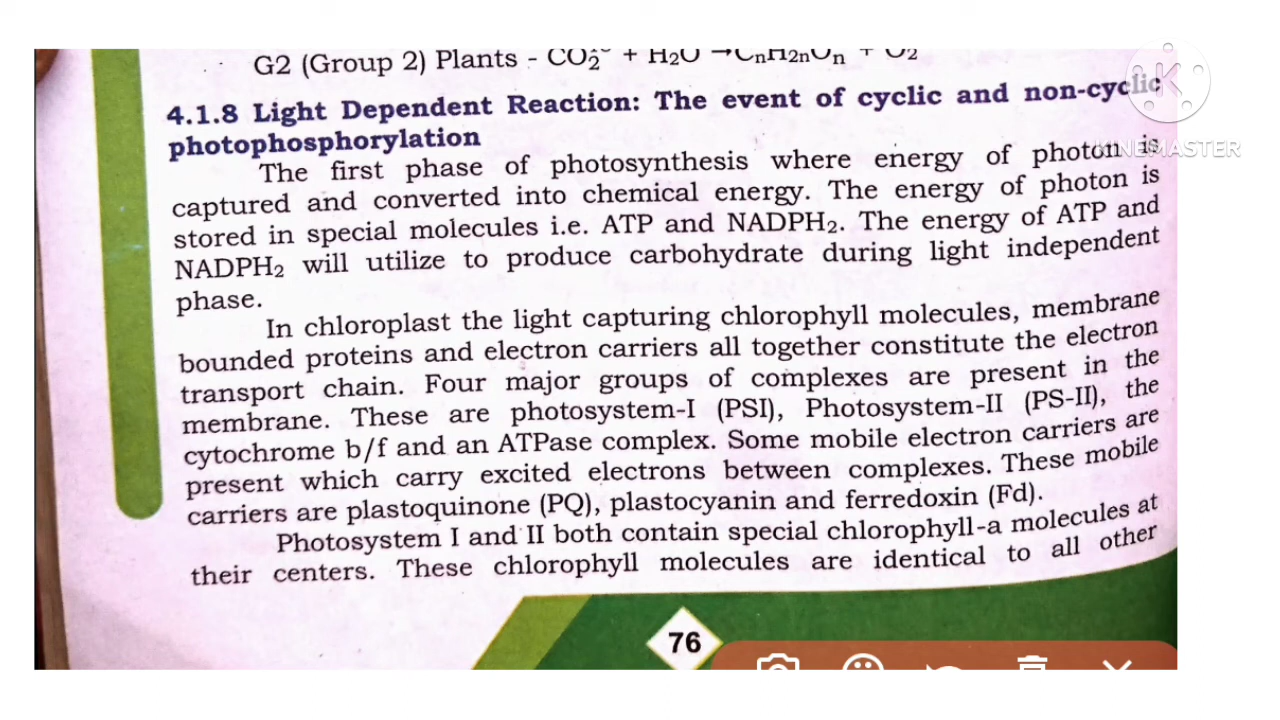 G2 (Group 2) Plants - CO₂¹⁸ + H₂O → CnH2nOn + O₂
4.1.8 Light Dependent Reaction: The event of cyclic and non-cyclic
photophosphorylation
The first phase of photosynthesis where energy of photon is
captured and converted into chemical energy. The energy of photon is
stored in special molecules i.e. ATP and NADPH₂. The energy of ATP and
NADPH₂ will utilize to produce carbohydrate during light independent
phase.
In chloroplast the light capturing chlorophyll molecules, membrane
bounded proteins and electron carriers all together constitute the electron
transport chain. Four major groups of complexes are present in the
membrane. These are photosystem-I (PSI), Photosystem-II (PS-II), the
cytochrome b/f and an ATPase complex. Some mobile electron carriers are
present which carry excited electrons between complexes. These mobile
carriers are plastoquinone (PQ), plastocyanin and ferredoxin (Fd).
Photosystem I and II both contain special chlorophyll-a molecules at
their centers. These chlorophyll molecules are identical to all other
76
KINEMASTER